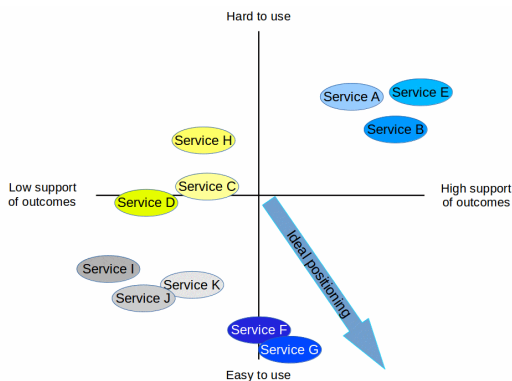 Hard to use
Service A
Service E
Service B
Service H
Low support
of outcomes
Service C
Service D
High support
of outcomes
Ideal positioning
Service I
Service K
Service J
Service F
Service G
Easy to use